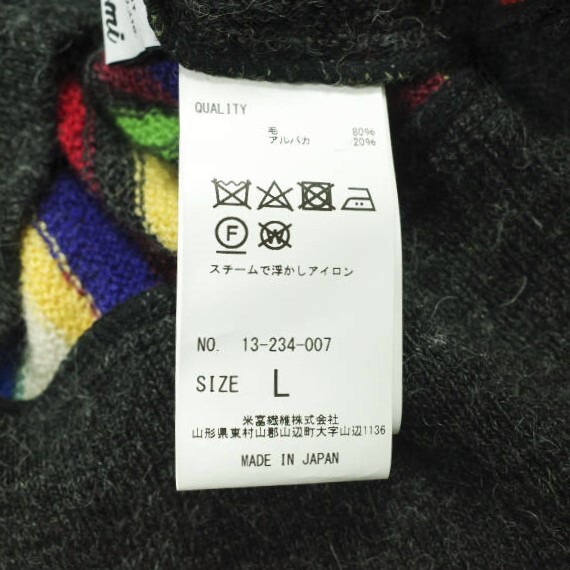 mi
QUALITY
毛 80%
アルパカ 20%
F W
スチームで浮かしアイロン
NO. 13-234-007
SIZE L
米富繊維株式会社
山形県東村山郡山辺町大字山辺1136
MADE IN JAPAN